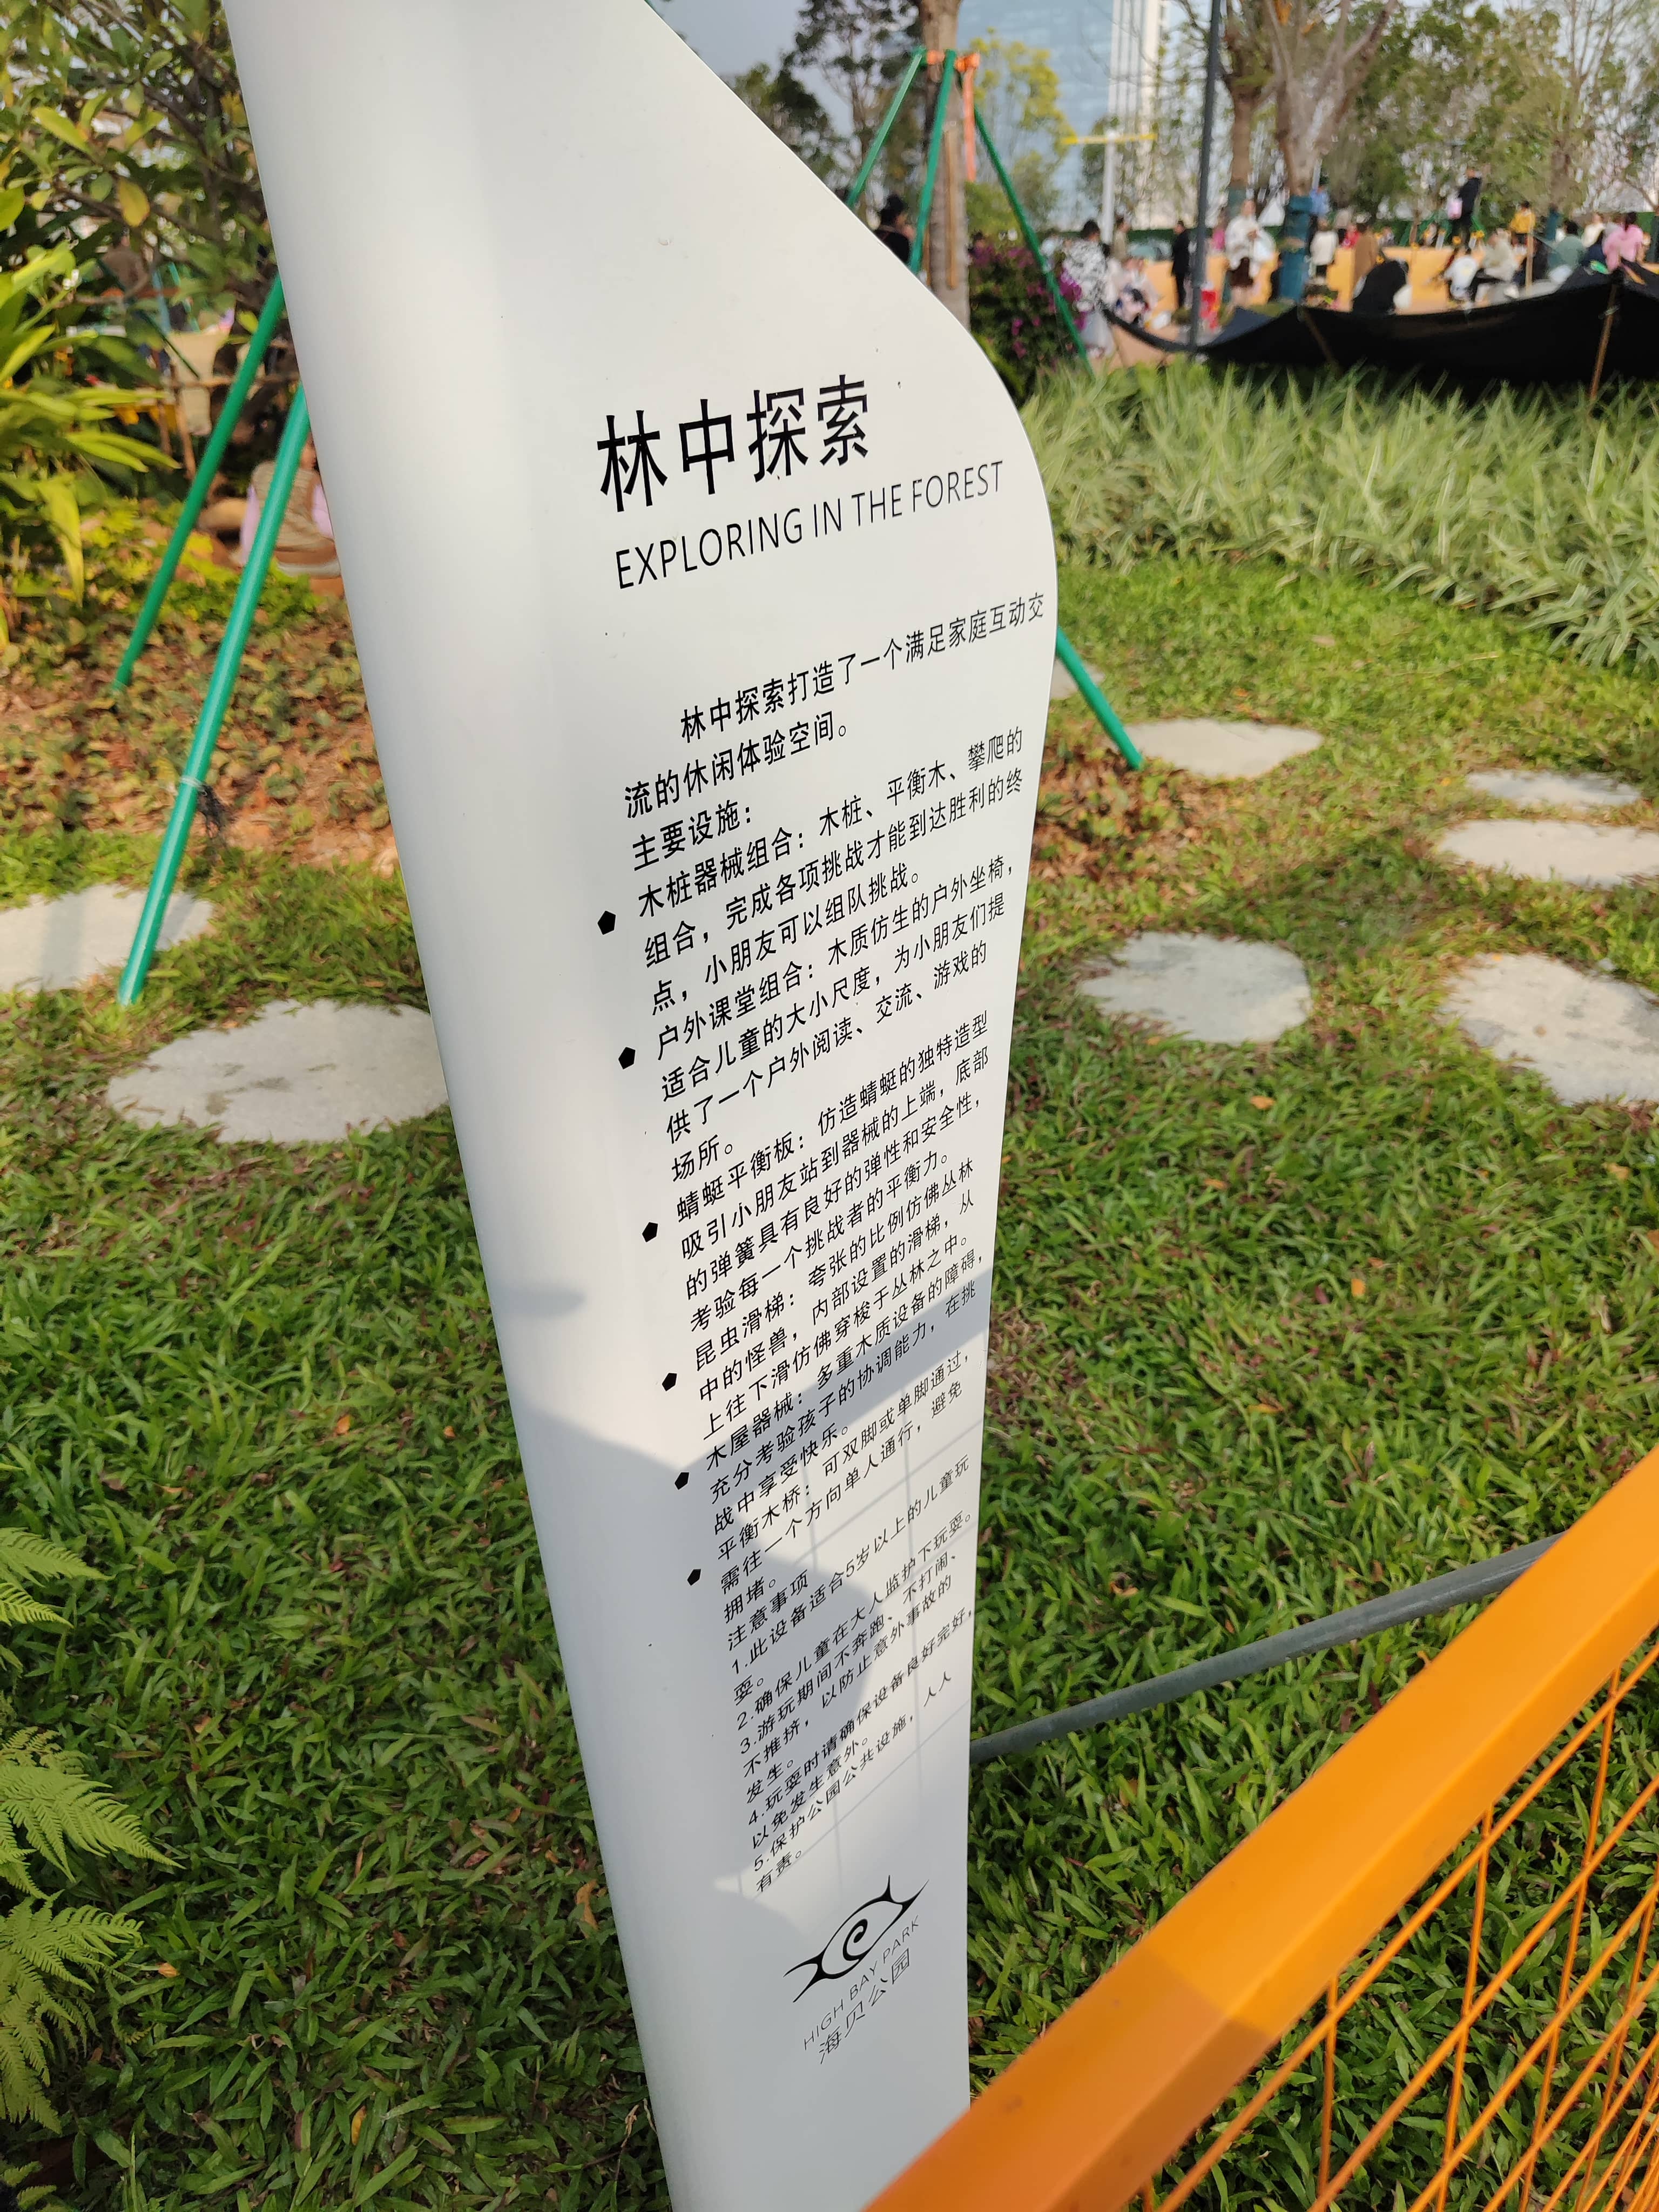 林中探索
EXPLORING IN THE FOREST
林中探索打造了一个满足家庭互动交
流的休闲体验空间。
主要设施：
木桩器械组合：木桩、平衡木、攀爬的
组合，完成各项挑战才能到达胜利的终
点，小朋友可以组队挑战。
户外课堂组合：木质仿生的户外坐椅，
适合儿童的大小尺度，为小朋友们提
供了一个户外阅读、交流、游戏的
场所。
蜻蜓平衡板：仿造蜻蜓的独特造型
吸引小朋友站到器械的上端，底部
的弹簧具有良好的弹性和安全性，
考验每一个挑战者的平衡力。
昆虫滑梯：夸张的比例仿佛丛林
中的怪兽，内部设置的滑梯，从
上往下滑仿佛穿梭于丛林之中。
木屋器械：多重木质设备的障碍，
充分考验孩子的协调能力，在挑
战中享受快乐。
平衡木桥：可双脚或单脚通过，
需往一个方向单人通行，避免
拥堵。
注意事项
1.此设备适合5岁以上的儿童玩
耍。
2.确保儿童在大人监护下玩耍。
3.游玩期间不奔跑、不打闹、
不推挤，以防止意外事故的
发生。
4.玩耍时请确保设备良好完好，
以免发生意外。
5.保护公园公共设施，人人
有责。
HIGH BAY PARK
海贝公园